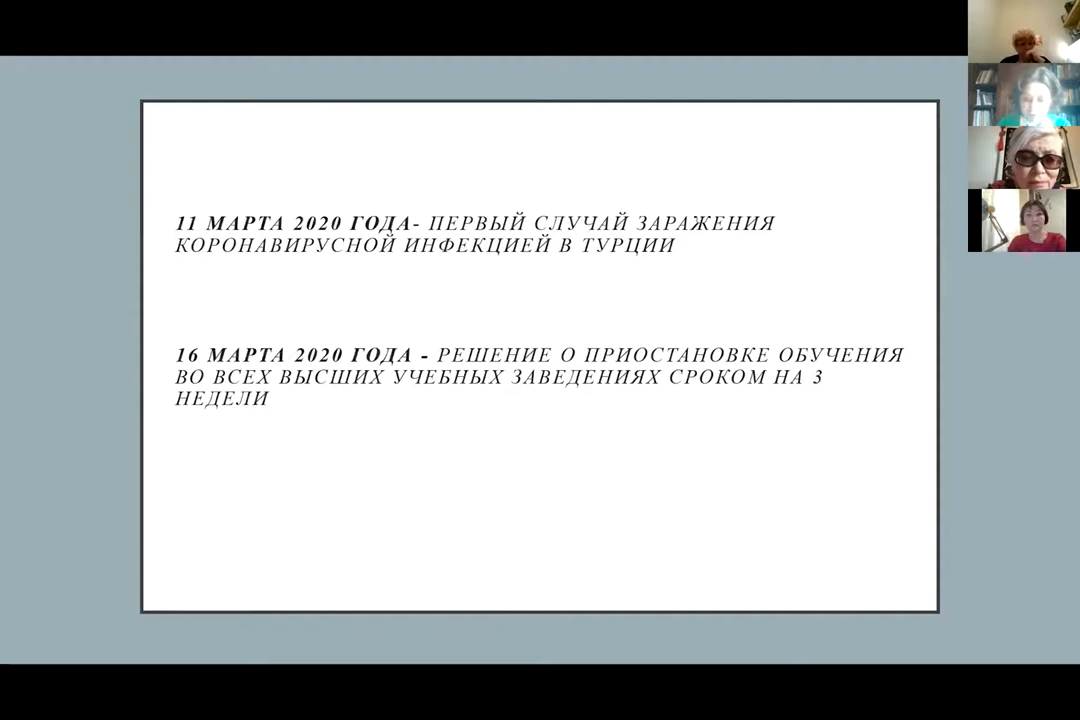 11 МАРТА 2020 ГОДА- ПЕРВЫЙ СЛУЧАЙ ЗАРАЖЕНИЯ
КОРОНАВИРУСНОЙ ИНФЕКЦИЕЙ В ТУРЦИИ
16 МАРТА 2020 ГОДА - РЕШЕНИЕ О ПРИОСТАНОВКЕ ОБУЧЕНИЯ
ВО ВСЕХ ВЫСШИХ УЧЕБНЫХ ЗАВЕДЕНИЯХ СРОКОМ НА 3
НЕДЕЛИ